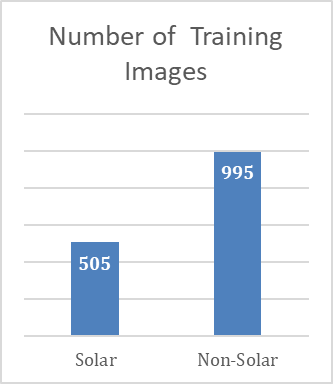 Number of Training
Images
995
505
Solar
Non-Solar